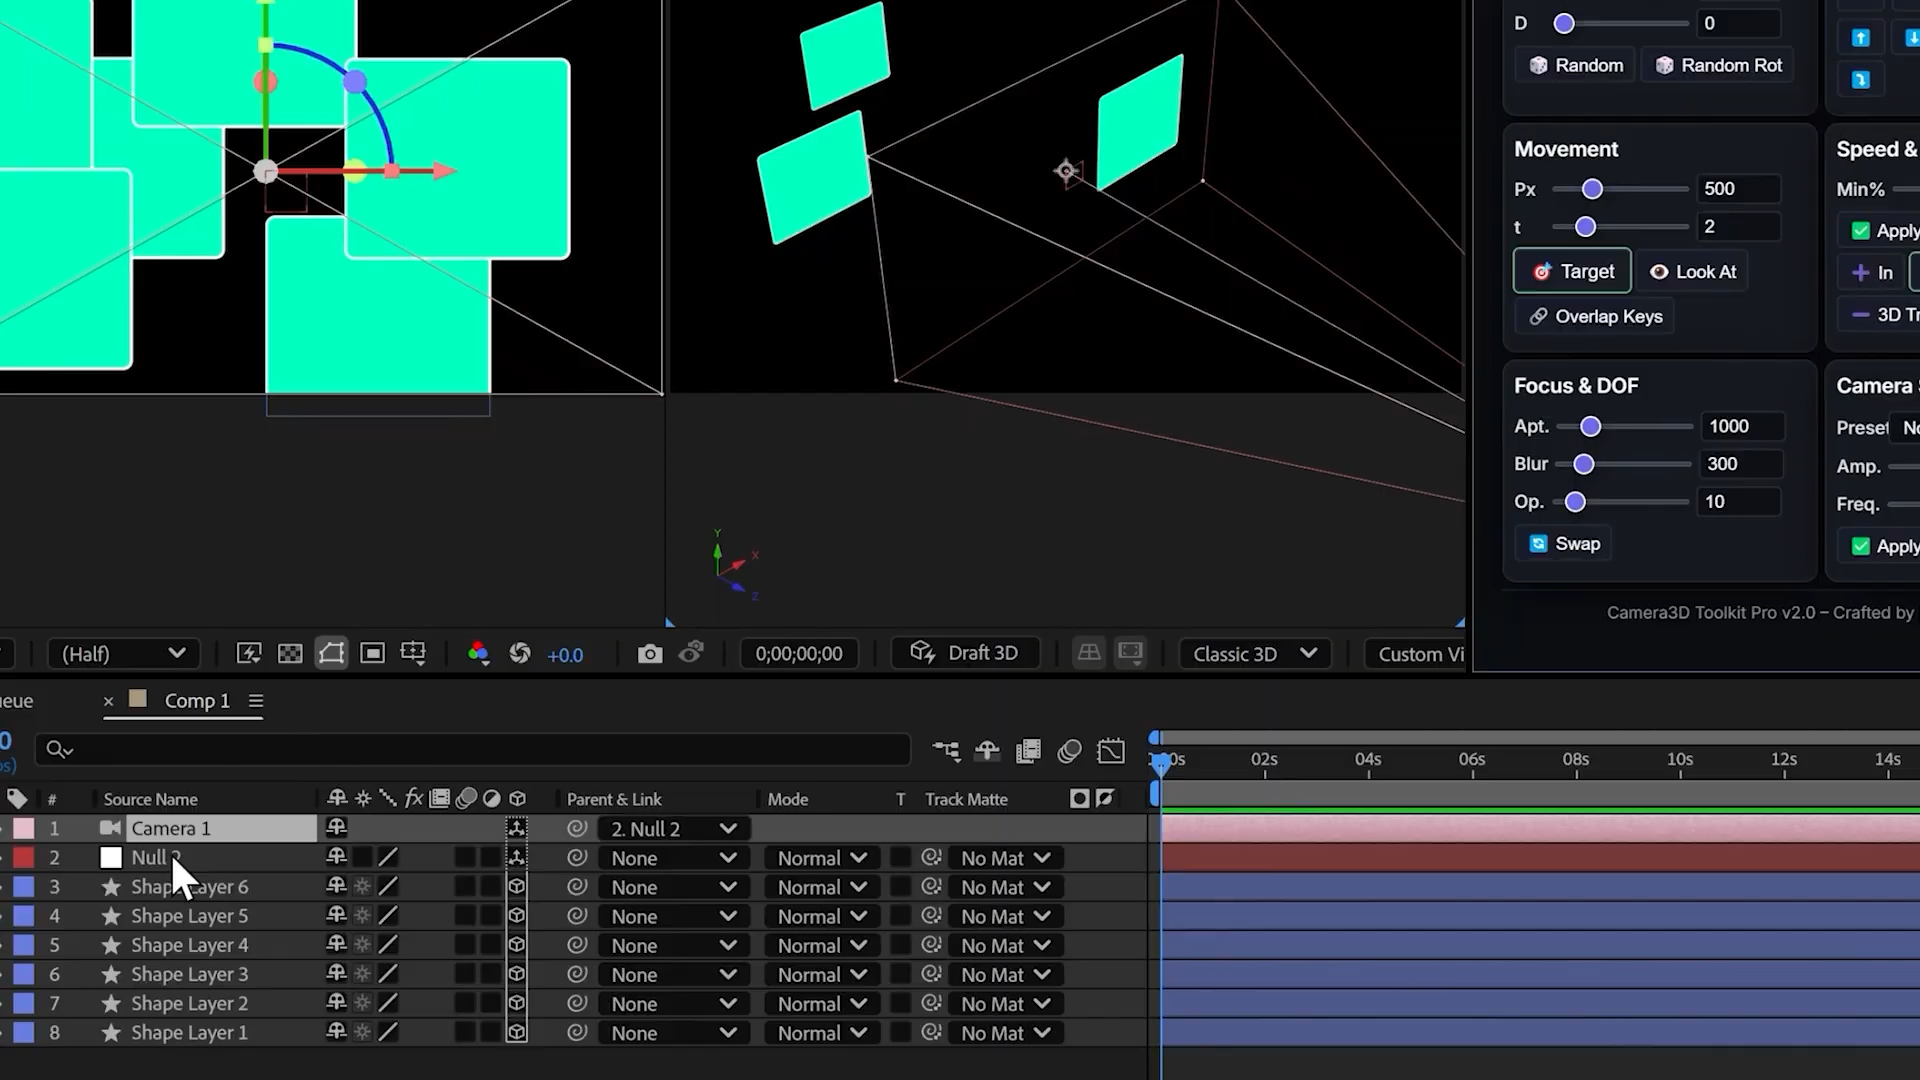 D 0
Random Random Rot
Movement Speed &
Px 500 Min%
t 2
Apply
Target Look At In
Overlap Keys 3D Tr
Focus & DOF Camera
Apt. 1000 Preset No
Blur 300 Amp.
Op. 10 Freq.
Swap Apply
Camera3D Toolkit Pro v2.0 – Crafted by
Y
X
Z
(Half) +0.0 0;00;00;00 Draft 3D Classic 3D Custom Vi
eue × Comp 1
0
s)
00s 02s 04s 06s 08s 10s 12s 14s
# Source Name fx Parent & Link Mode T Track Matte
1 Camera 1 2. Null 2
2 Null 2 None Normal No Mat
3 Shape Layer 6 None Normal No Mat
4 Shape Layer 5 None Normal No Mat
5 Shape Layer 4 None Normal No Mat
6 Shape Layer 3 None Normal No Mat
7 Shape Layer 2 None Normal No Mat
8 Shape Layer 1 None Normal No Mat